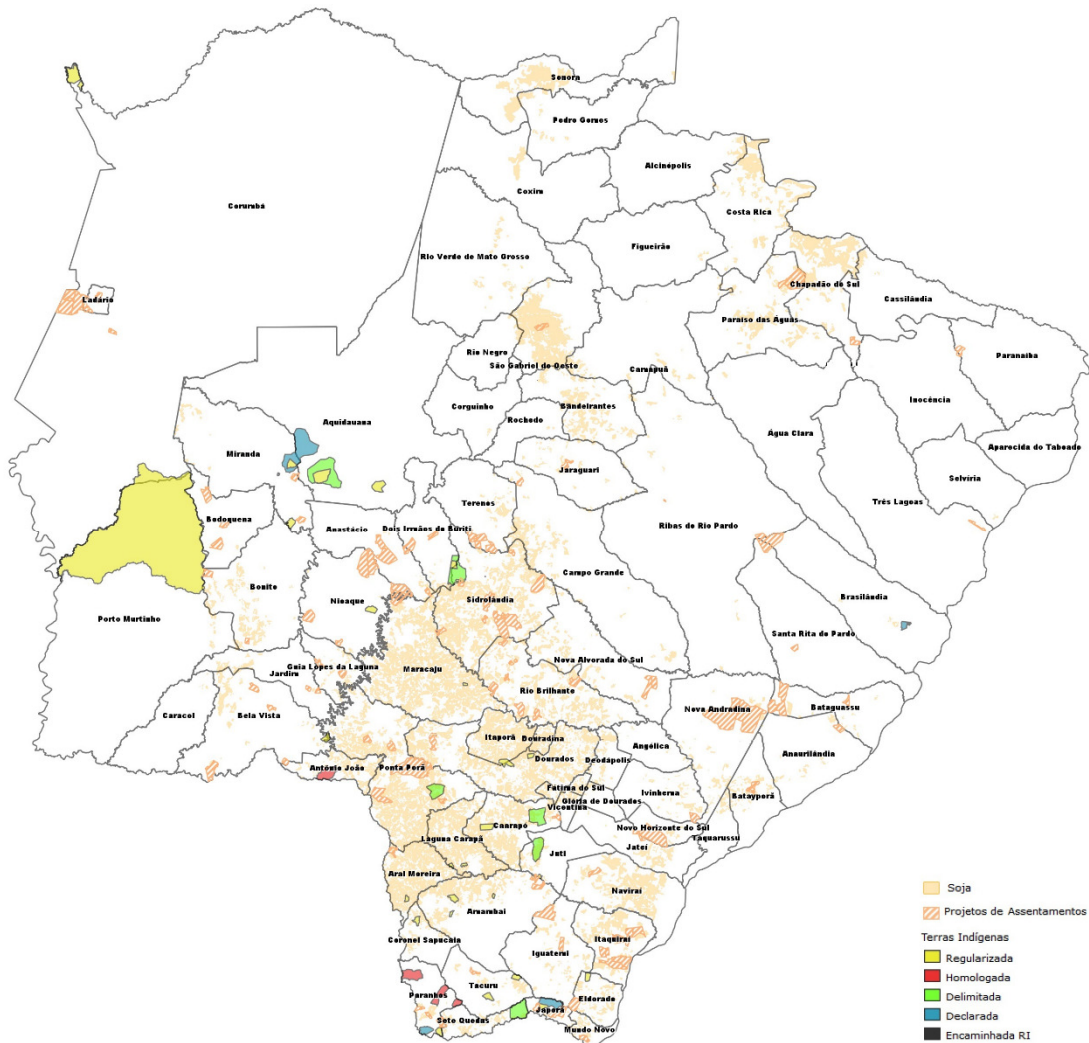 Sonora
Pedro Gomes
Alcinópolis
Coxim
Corumbá
Costa Rica
Figueirão
Rio Verde de Mato Grosso
Chapadão do Sul
Ladário
Cassilândia
Paraíso das Águas
Rio Negro
Paranaíba
São Gabriel do Oeste
Camapuã
Inocência
Corguinho
Bandeirantes
Rochedo
Aquidauana
Água Clara
Aparecida do Taboado
Miranda
Jaraguari
Selvíria
Três Lagoas
Terenos
Bodoquena
Anastácio
Dois Irmãos do Buriti
Ribas do Rio Pardo
Campo Grande
Bonito
Brasilândia
Nioaque
Sidrolândia
Porto Murtinho
Santa Rita do Pardo
Nova Alvorada do Sul
Guia Lopes da Laguna
Maracaju
Jardim
Rio Brilhante
Bataguassu
Nova Andradina
Caracol
Bela Vista
Itaporã
Douradina
Angélica
Anaurilândia
Dourados
Deodápolis
Antônio João
Ponta Porã
Fátima do Sul
Ivinhema
Batayporã
Glória de Dourados
Vicentina
Caarapó
Novo Horizonte do Sul
Taquarussu
Laguna Carapã
Jateí
Juti
Aral Moreira
Naviraí
Soja
Amambai
Projetos de Assentamentos
Coronel Sapucaia
Itaquiraí
Iguatemi
Terras Indígenas
Regularizada
Tacuru
Homologada
Paranhos
Eldorado
Delimitada
Japorã
Sete Quedas
Declarada
Mundo Novo
Encaminhada RI